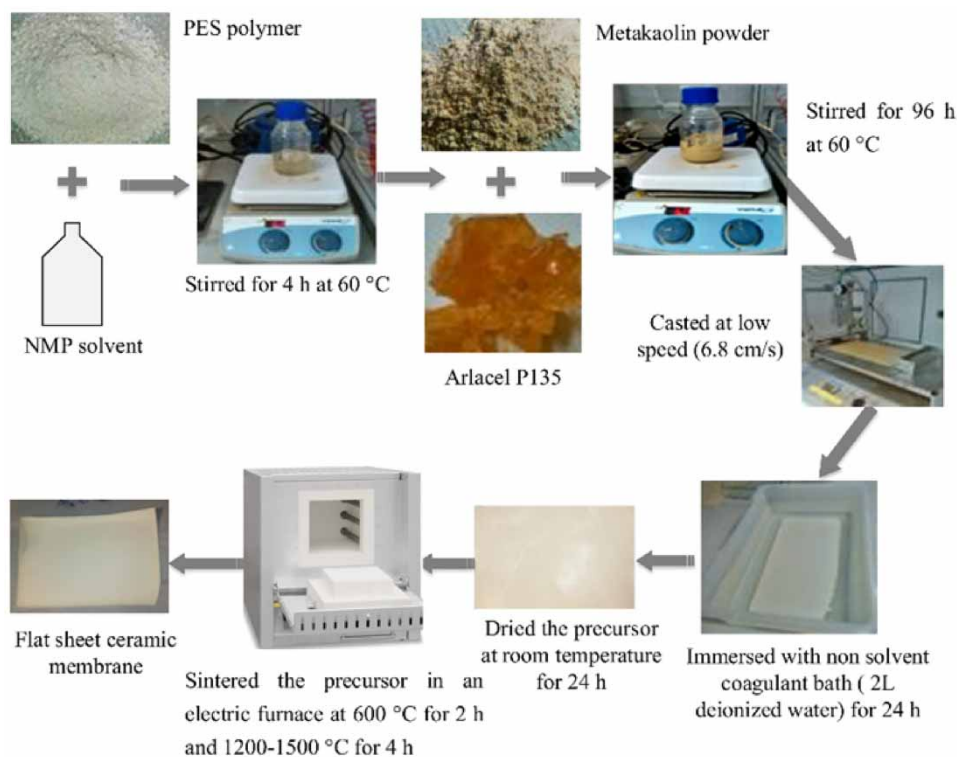 PES polymer
Metakaolin powder
Stirred for 96 h
at 60 °C
Stirred for 4 h at 60 °C
NMP solvent
Arlacel P135
Casted at low
speed (6.8 cm/s)
Flat sheet ceramic
membrane
Sintered the precursor in an
electric furnace at 600 °C for 2 h
and 1200-1500 °C for 4 h
Dried the precursor
at room temperature
for 24 h
Immersed with non solvent
coagulant bath ( 2L
deionized water) for 24 h